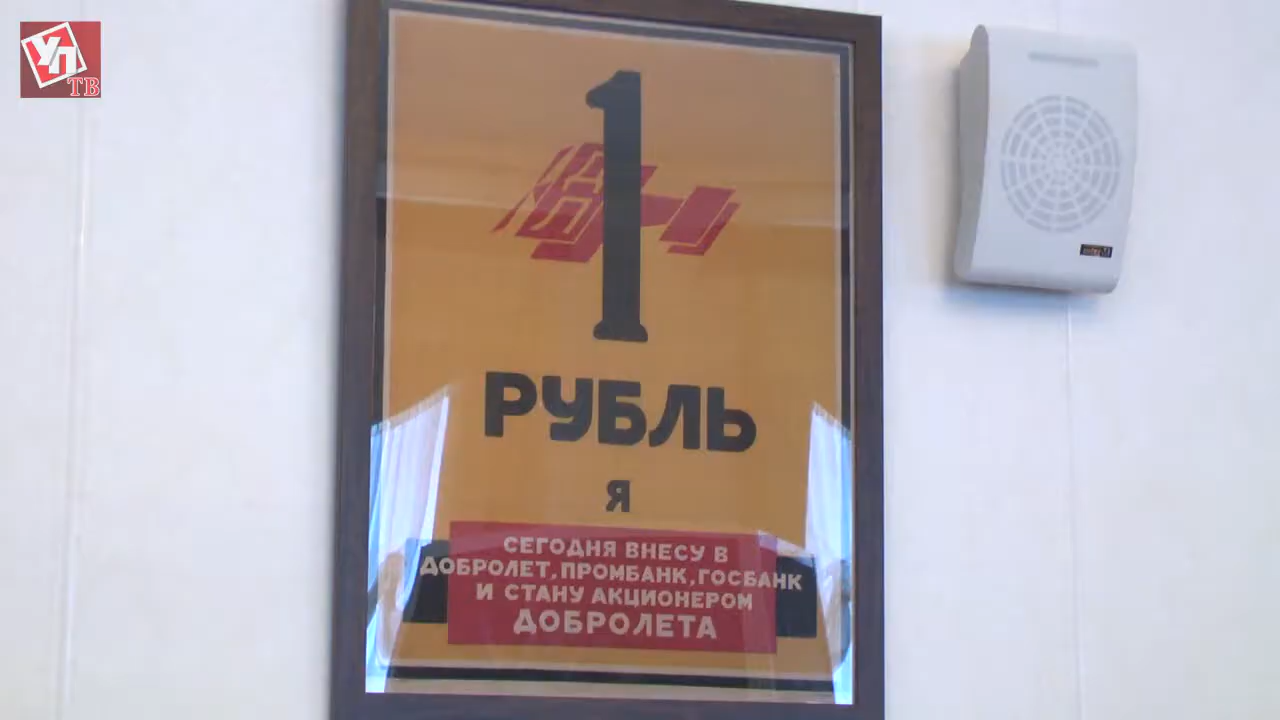 УП
ТВ
1
РУБЛЬ
Я
СЕГОДНЯ ВНЕСУ В
ДОБРОЛЕТ, ПРОМБАНК, ГОСБАНК
И СТАНУ АКЦИОНЕРОМ
ДОБРОЛЕТА